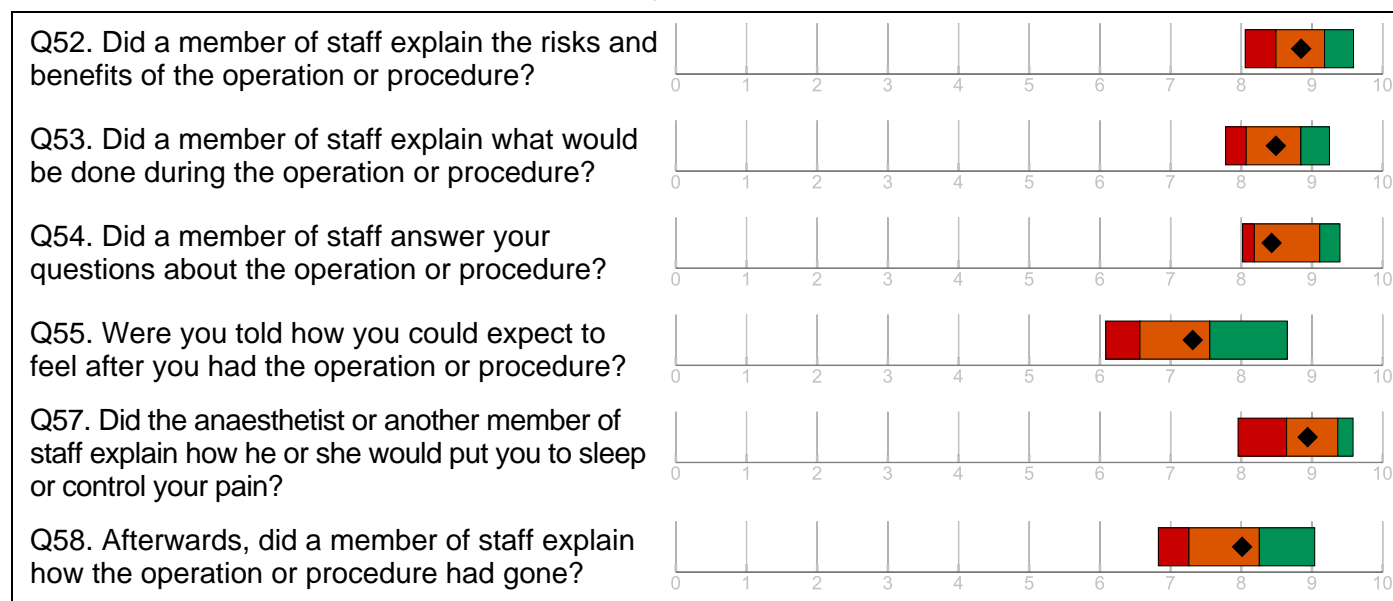 Q52. Did a member of staff explain the risks and
benefits of the operation or procedure?
0 1 2 3 4 5 6 7 8 9 10
Q53. Did a member of staff explain what would
be done during the operation or procedure?
0 1 2 3 4 5 6 7 8 9 10
Q54. Did a member of staff answer your
questions about the operation or procedure?
0 1 2 3 4 5 6 7 8 9 10
Q55. Were you told how you could expect to
feel after you had the operation or procedure?
0 1 2 3 4 5 6 7 8 9 10
Q57. Did the anaesthetist or another member of
staff explain how he or she would put you to sleep
or control your pain?
0 1 2 3 4 5 6 7 8 9 10
Q58. Afterwards, did a member of staff explain
how the operation or procedure had gone?
0 1 2 3 4 5 6 7 8 9 10